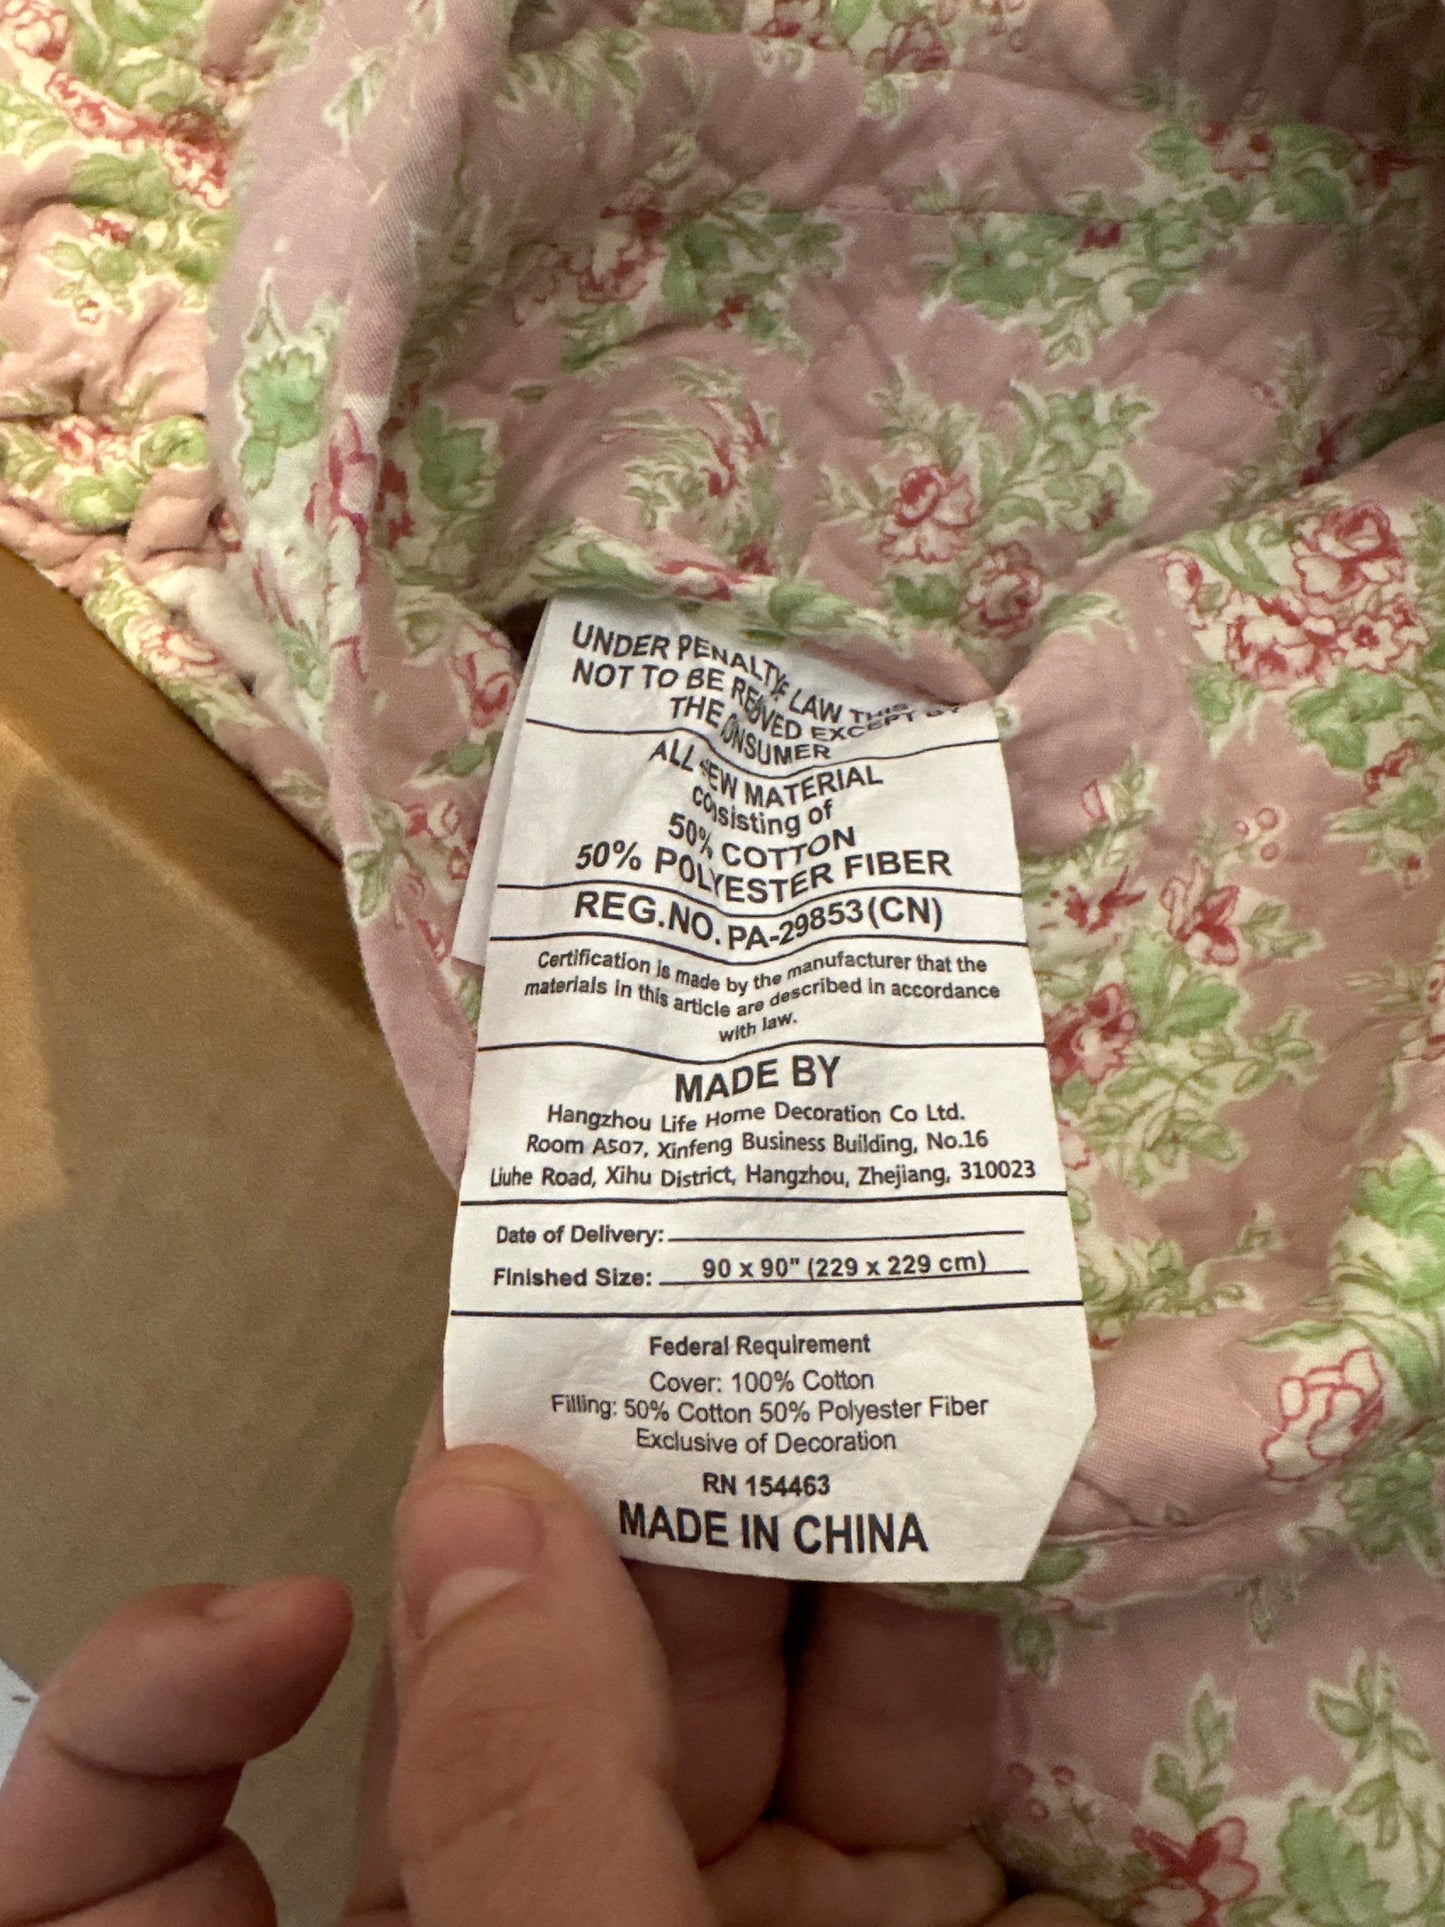 UNDER PENALTY OF LAW THIS
NOT TO BE REMOVED EXCEPT BY
THE CONSUMER
ALL NEW MATERIAL
consisting of
50% COTTON
50% POLYESTER FIBER
REG.NO. PA-29853(CN)
Certification is made by the manufacturer that the
materials in this article are described in accordance
with law.
MADE BY
Hangzhou Life Home Decoration Co Ltd.
Room A507, Xinfeng Business Building, No.16
Liuhe Road, Xihu District, Hangzhou, Zhejiang, 310023
Date of Delivery:
Finished Size: 90 x 90" (229 x 229 cm)
Federal Requirement
Cover: 100% Cotton
Filling: 50% Cotton 50% Polyester Fiber
Exclusive of Decoration
RN 154463
MADE IN CHINA